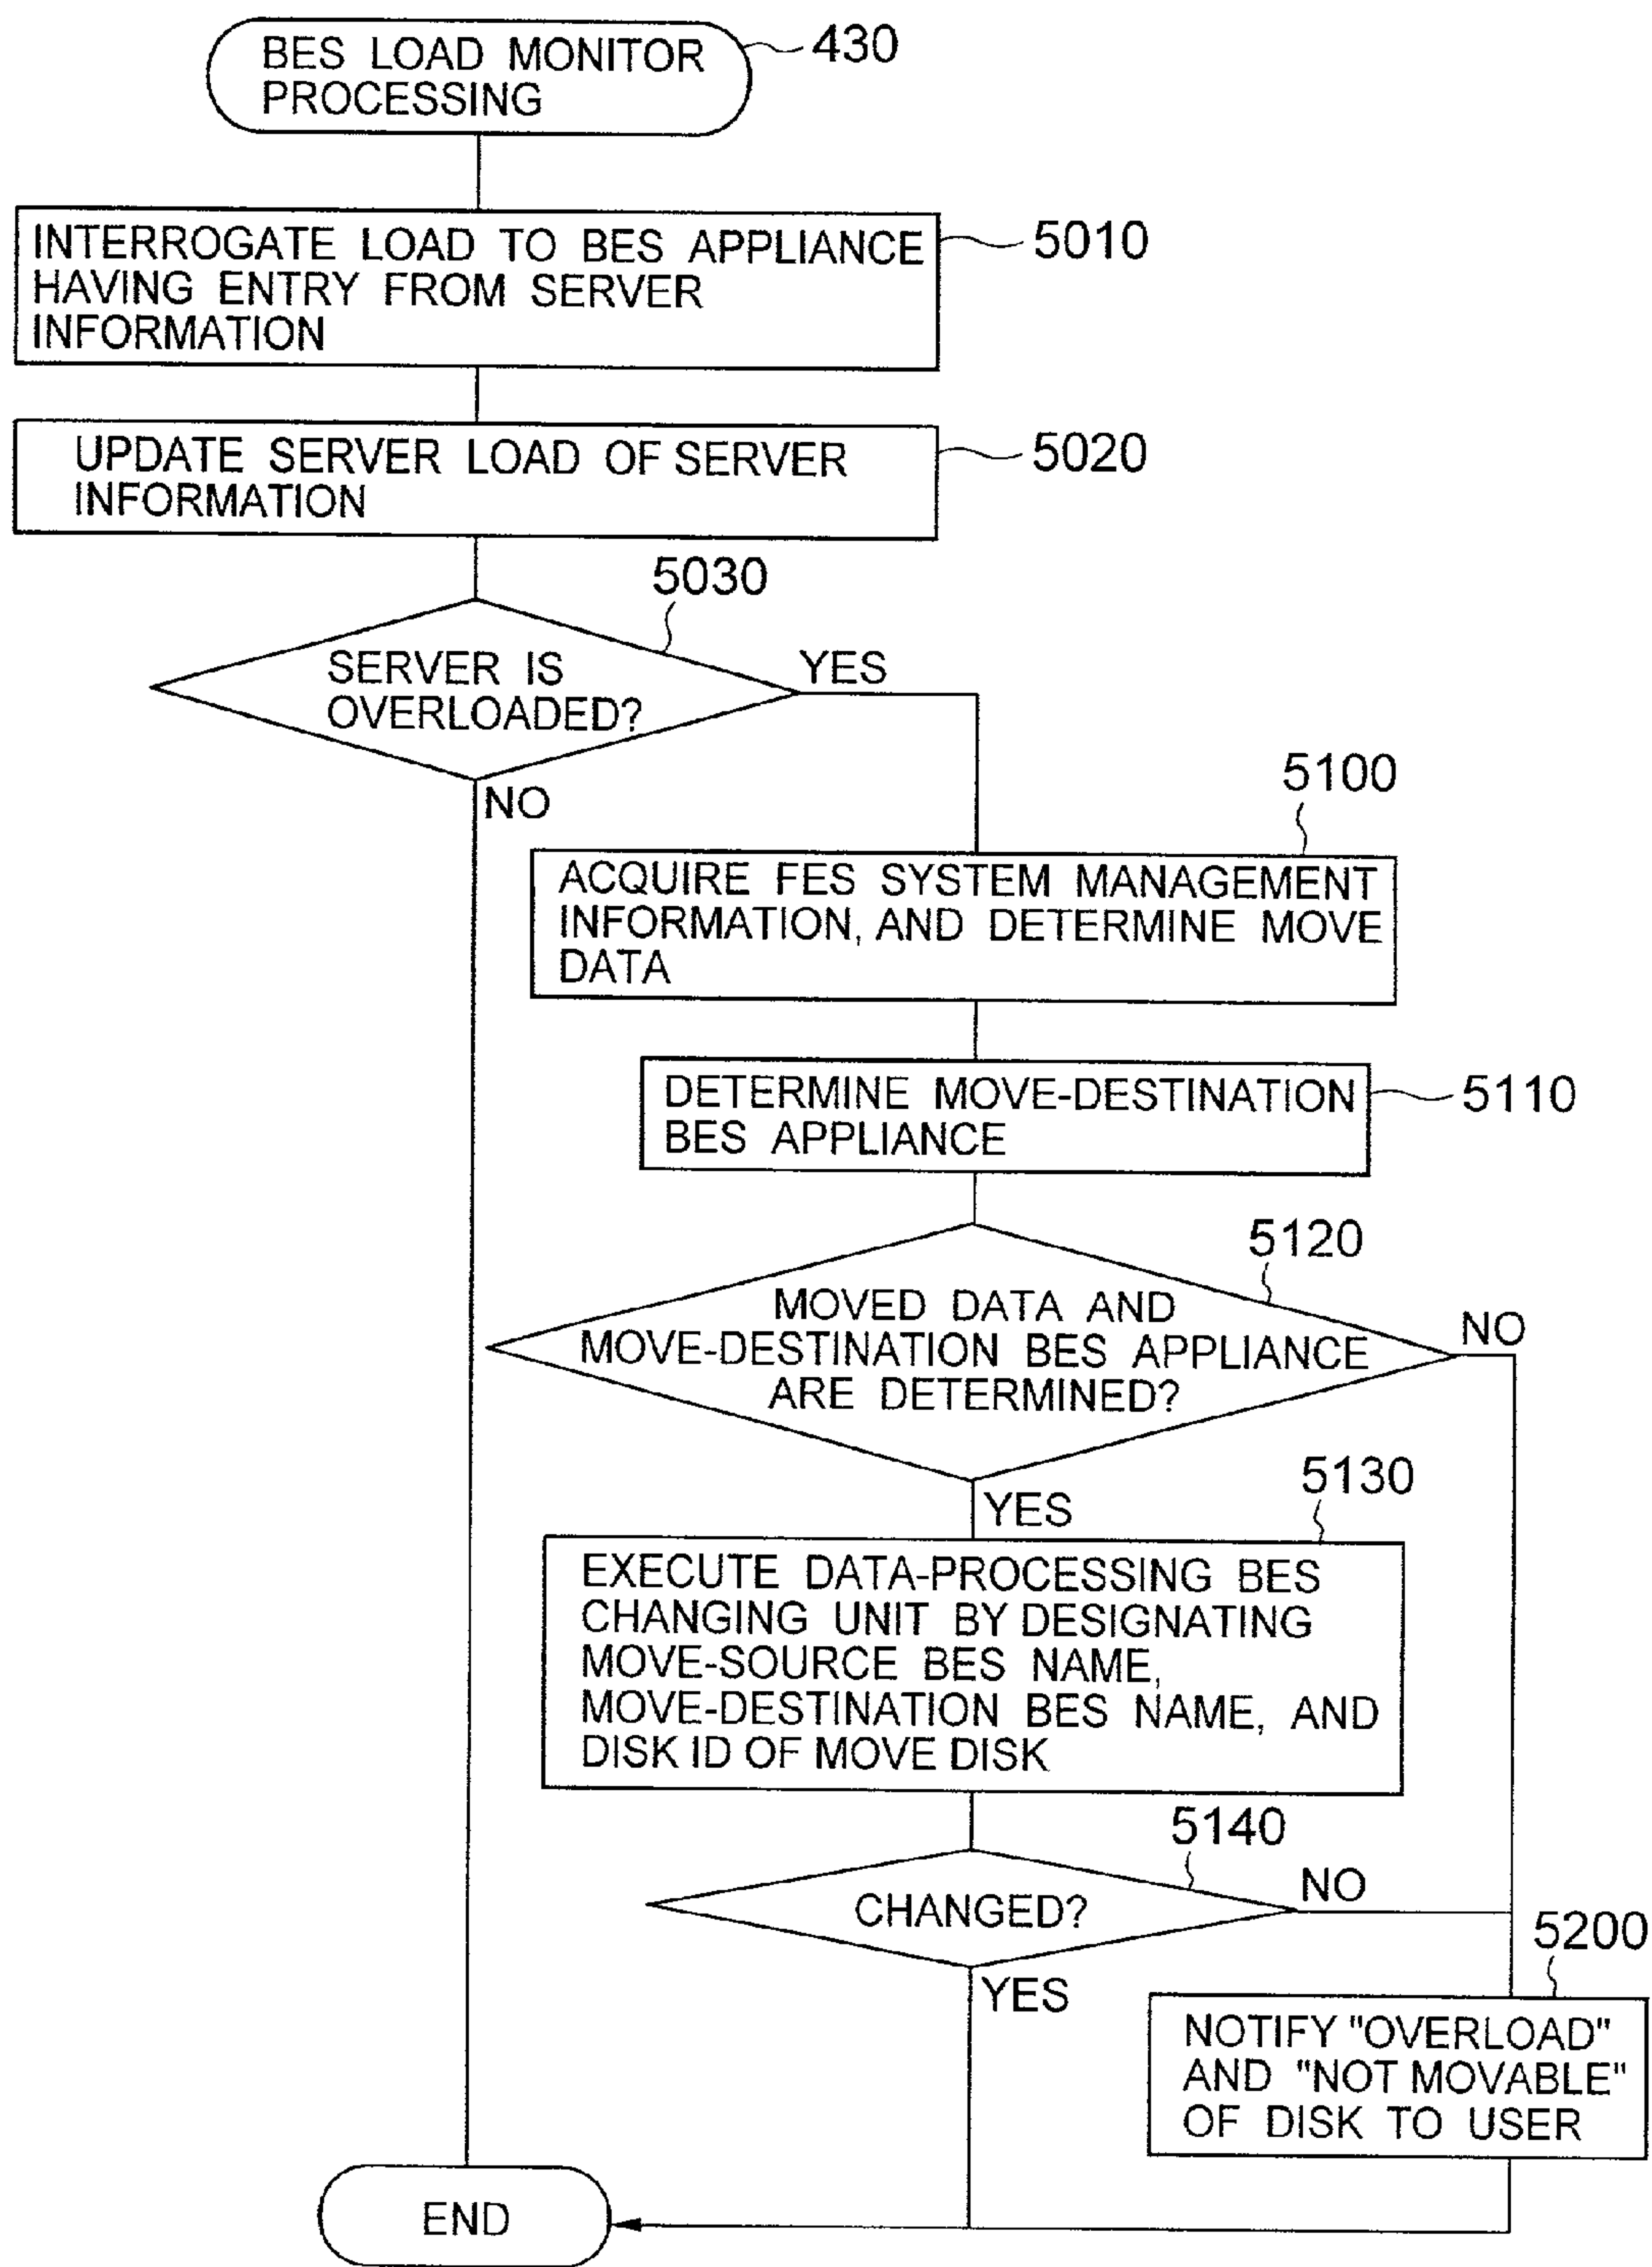 BES LOAD MONITOR
PROCESSING
430
INTERROGATE LOAD TO BES APPLIANCE
HAVING ENTRY FROM SERVER
INFORMATION
5010
UPDATE SERVER LOAD OF SERVER
INFORMATION
5020
5030
SERVER IS
OVERLOADED?
YES
NO
5100
ACQUIRE FES SYSTEM MANAGEMENT
INFORMATION, AND DETERMINE MOVE
DATA
DETERMINE MOVE-DESTINATION
BES APPLIANCE
5110
5120
MOVED DATA AND
MOVE-DESTINATION BES APPLIANCE
ARE DETERMINED?
NO
YES
5130
EXECUTE DATA-PROCESSING BES
CHANGING UNIT BY DESIGNATING
MOVE-SOURCE BES NAME,
MOVE-DESTINATION BES NAME, AND
DISK ID OF MOVE DISK
5140
CHANGED?
NO
YES
5200
NOTIFY "OVERLOAD"
AND "NOT MOVABLE"
OF DISK TO USER
END